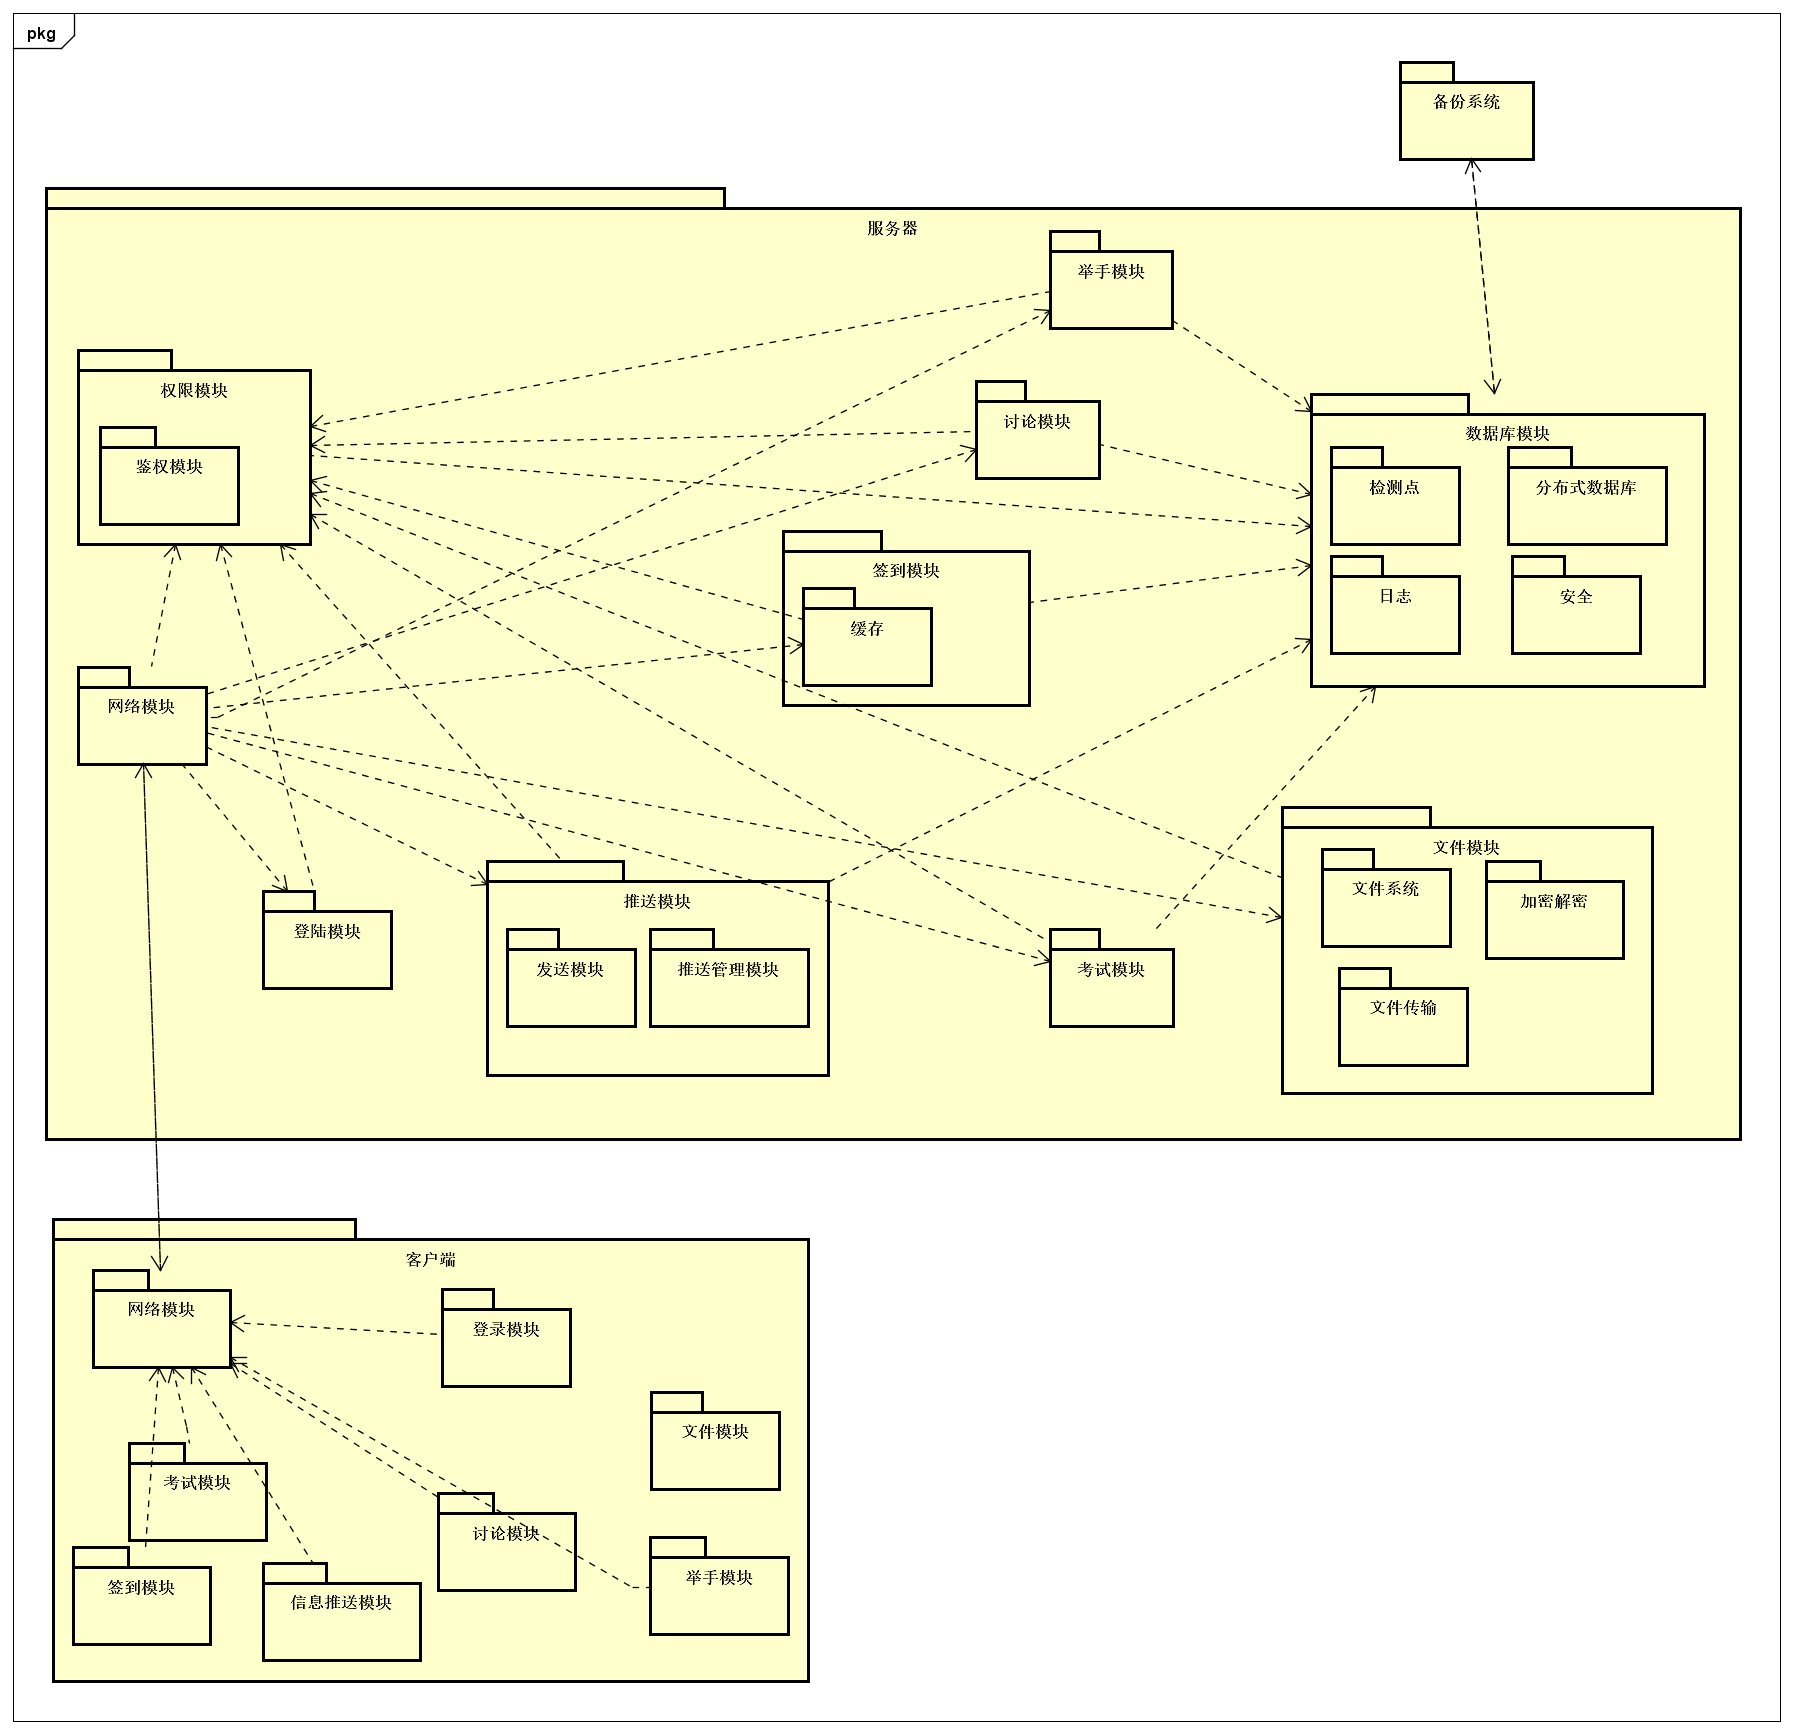 pkg
备份系统
服务器
举手模块
权限模块
讨论模块
数据库模块
鉴权模块
检测点
分布式数据库
签到模块
日志
安全
缓存
网络模块
文件模块
文件系统
加密解密
推送模块
登陆模块
发送模块
推送管理模块
考试模块
文件传输
客户端
网络模块
登录模块
文件模块
考试模块
讨论模块
签到模块
信息推送模块
举手模块